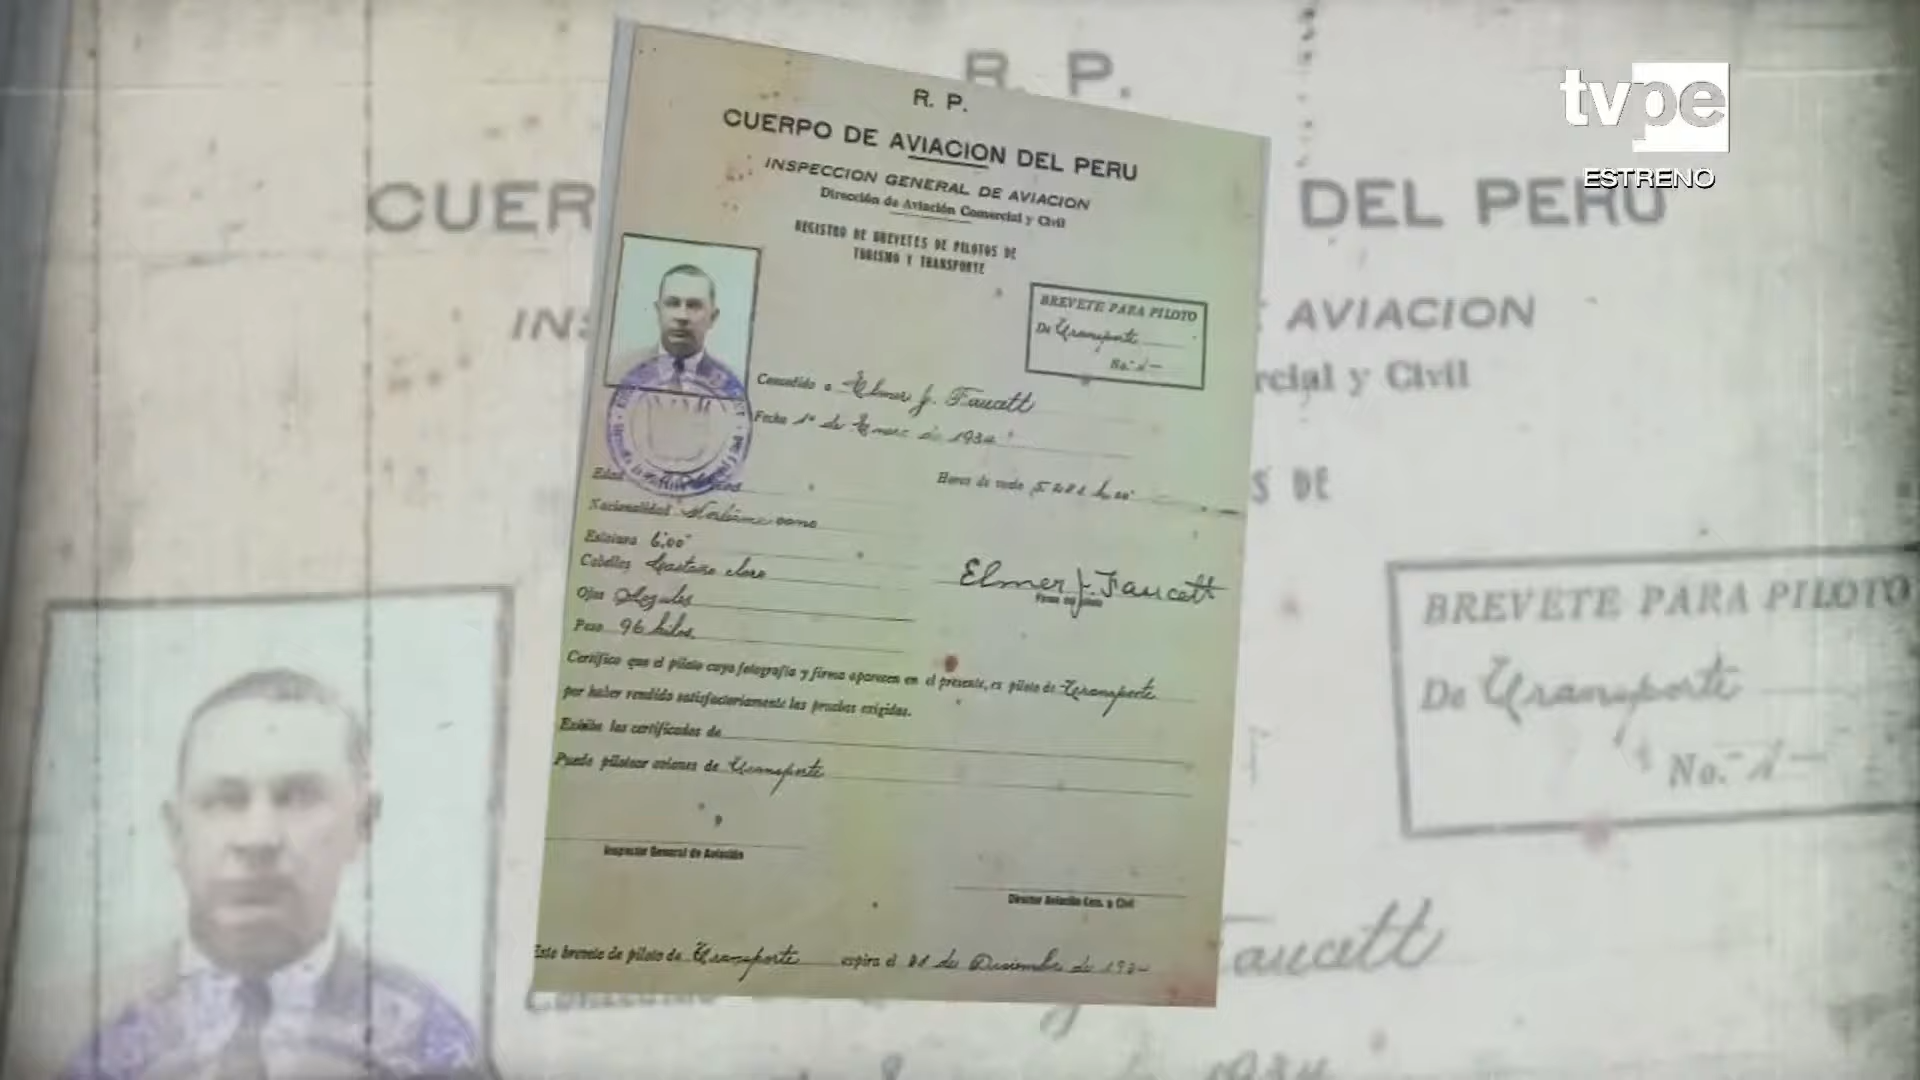 tvpe
ESTRENO
R. P.
CUERPO DE AVIACION DEL PERU
INSPECCION GENERAL DE AVIACION
Dirección de Aviación Comercial y Civil
REGISTRO DE BREVETES DE PILOTOS DE
TURISMO Y TRANSPORTE
BREVETE PARA PILOTO
De Transporte
No.-1-
Concedido a Elmer J. Faucett
Fecha 1° de Enero de 1934
Edad
Horas de vuelo
Nacionalidad
Estatura 6'00"
Cabellos Castaño claro
Ojos Azules
Peso 96 kilos
Elmer J. Faucett
Certifico que el piloto cuya fotografía y firma aparecen en el presente, es piloto de Transporte
por haber rendido satisfactoriamente las pruebas exigidas.
Exhibe los certificados de
Puede pilotear aviones de Transporte
Inspector General de Aviación
Director Aviación Com. y Civil
Este brevete de piloto de Transporte expira el 31 de Diciembre de
R. P.
CUER
DEL PERU
AVIACION
rcial y Civil
S DE
BREVETE PARA PILOTO
De Transporte
No.-1-
aucett
1934